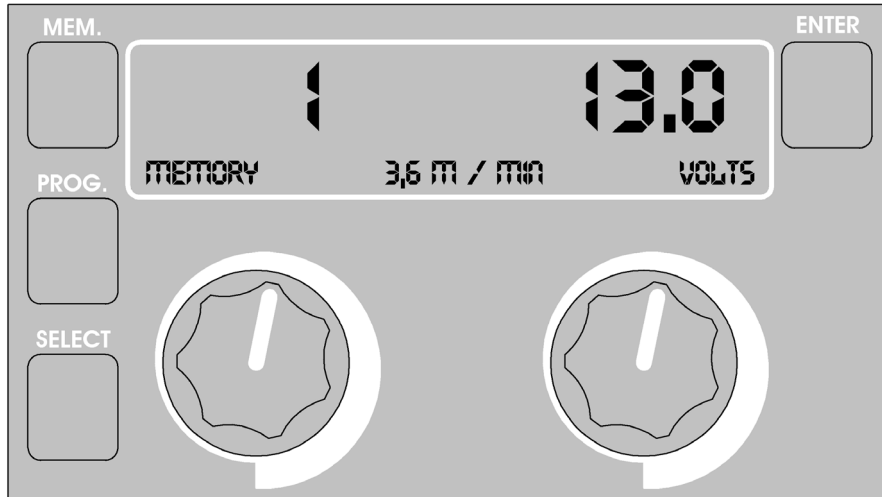 MEM.
ENTER
1 13.0
MEMORY 3,6 m / min VOLTS
PROG.
SELECT